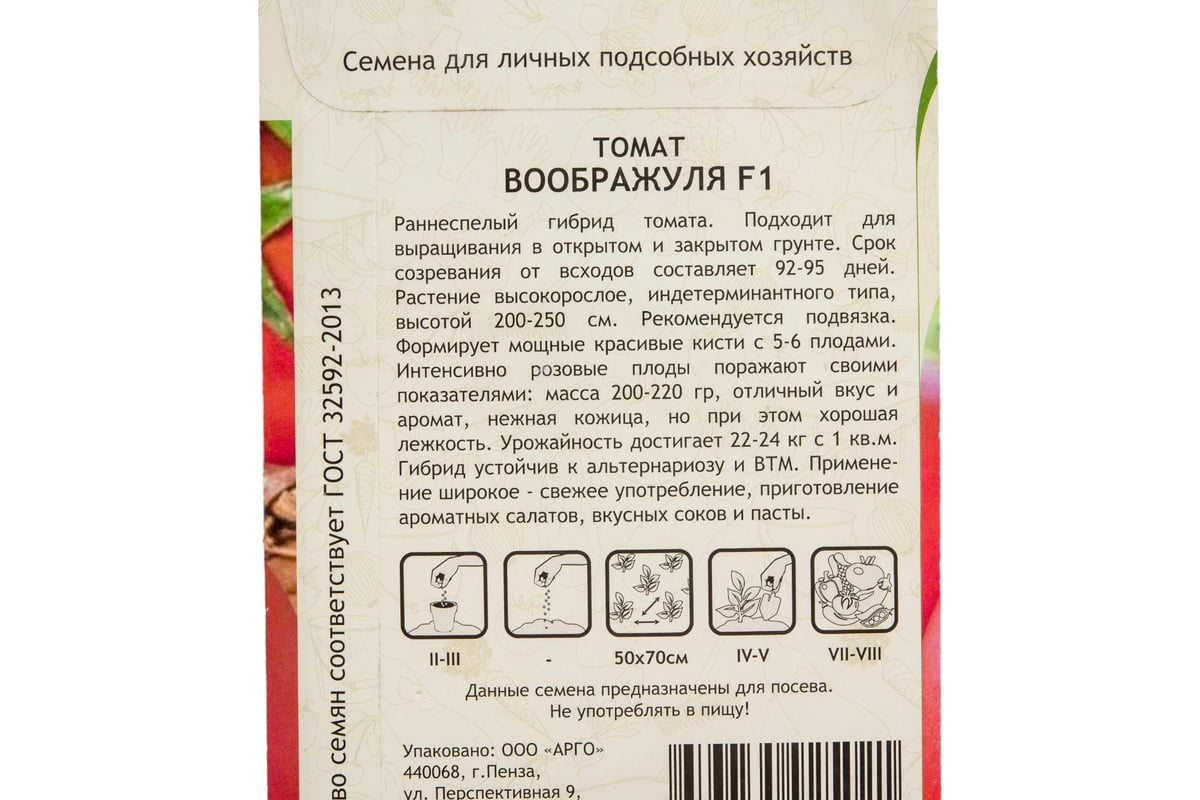 Семена для личных подсобных хозяйств
ТОМАТ
ВООБРАЖУЛЯ F1
Раннеспелый гибрид томата. Подходит для
выращивания в открытом и закрытом грунте. Срок
созревания от всходов составляет 92-95 дней.
Растение высокорослое, индетерминантного типа,
высотой 200-250 см. Рекомендуется подвязка.
Формирует мощные красивые кисти с 5-6 плодами.
Интенсивно розовые плоды поражают своими
показателями: масса 200-220 гр, отличный вкус и
аромат, нежная кожица, но при этом хорошая
лежкость. Урожайность достигает 22-24 кг с 1 кв.м.
Гибрид устойчив к альтернариозу и ВТМ. Примене-
ние широкое - свежее употребление, приготовление
ароматных салатов, вкусных соков и пасты.
II-III
-
50х70см
IV-V
VII-VIII
Данные семена предназначены для посева.
Не употреблять в пищу!
Упаковано: ООО «АРГО»
440068, г.Пенза,
ул. Перспективная 9,
во семян соответствует ГОСТ 32592-2013